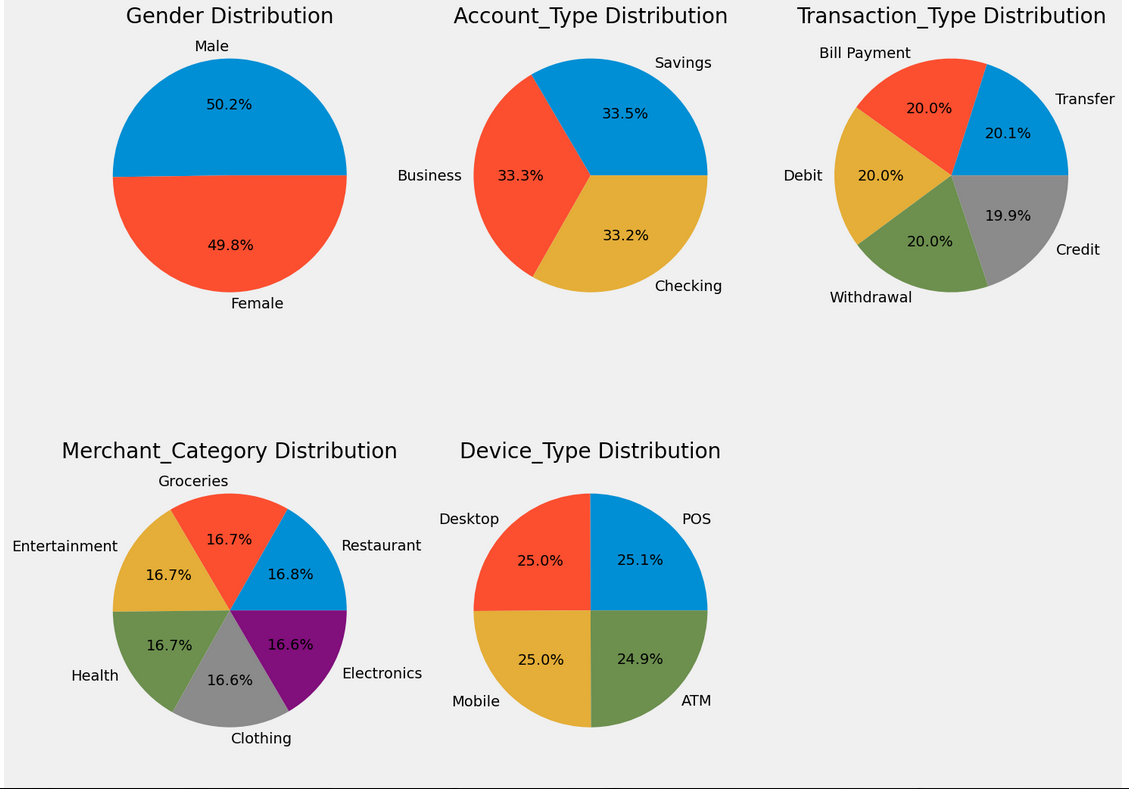 Gender Distribution
Male
50.2%
49.8%
Female
Account_Type Distribution
Savings
33.5%
Business
33.3%
33.2%
Checking
Transaction_Type Distribution
Bill Payment
Transfer
20.0%
20.1%
Debit
20.0%
19.9%
20.0%
Credit
Withdrawal
Merchant_Category Distribution
Groceries
16.7%
Entertainment
Restaurant
16.7%
16.8%
16.7%
16.6%
Health
Electronics
16.6%
Clothing
Device_Type Distribution
Desktop
POS
25.0%
25.1%
25.0%
24.9%
Mobile
ATM